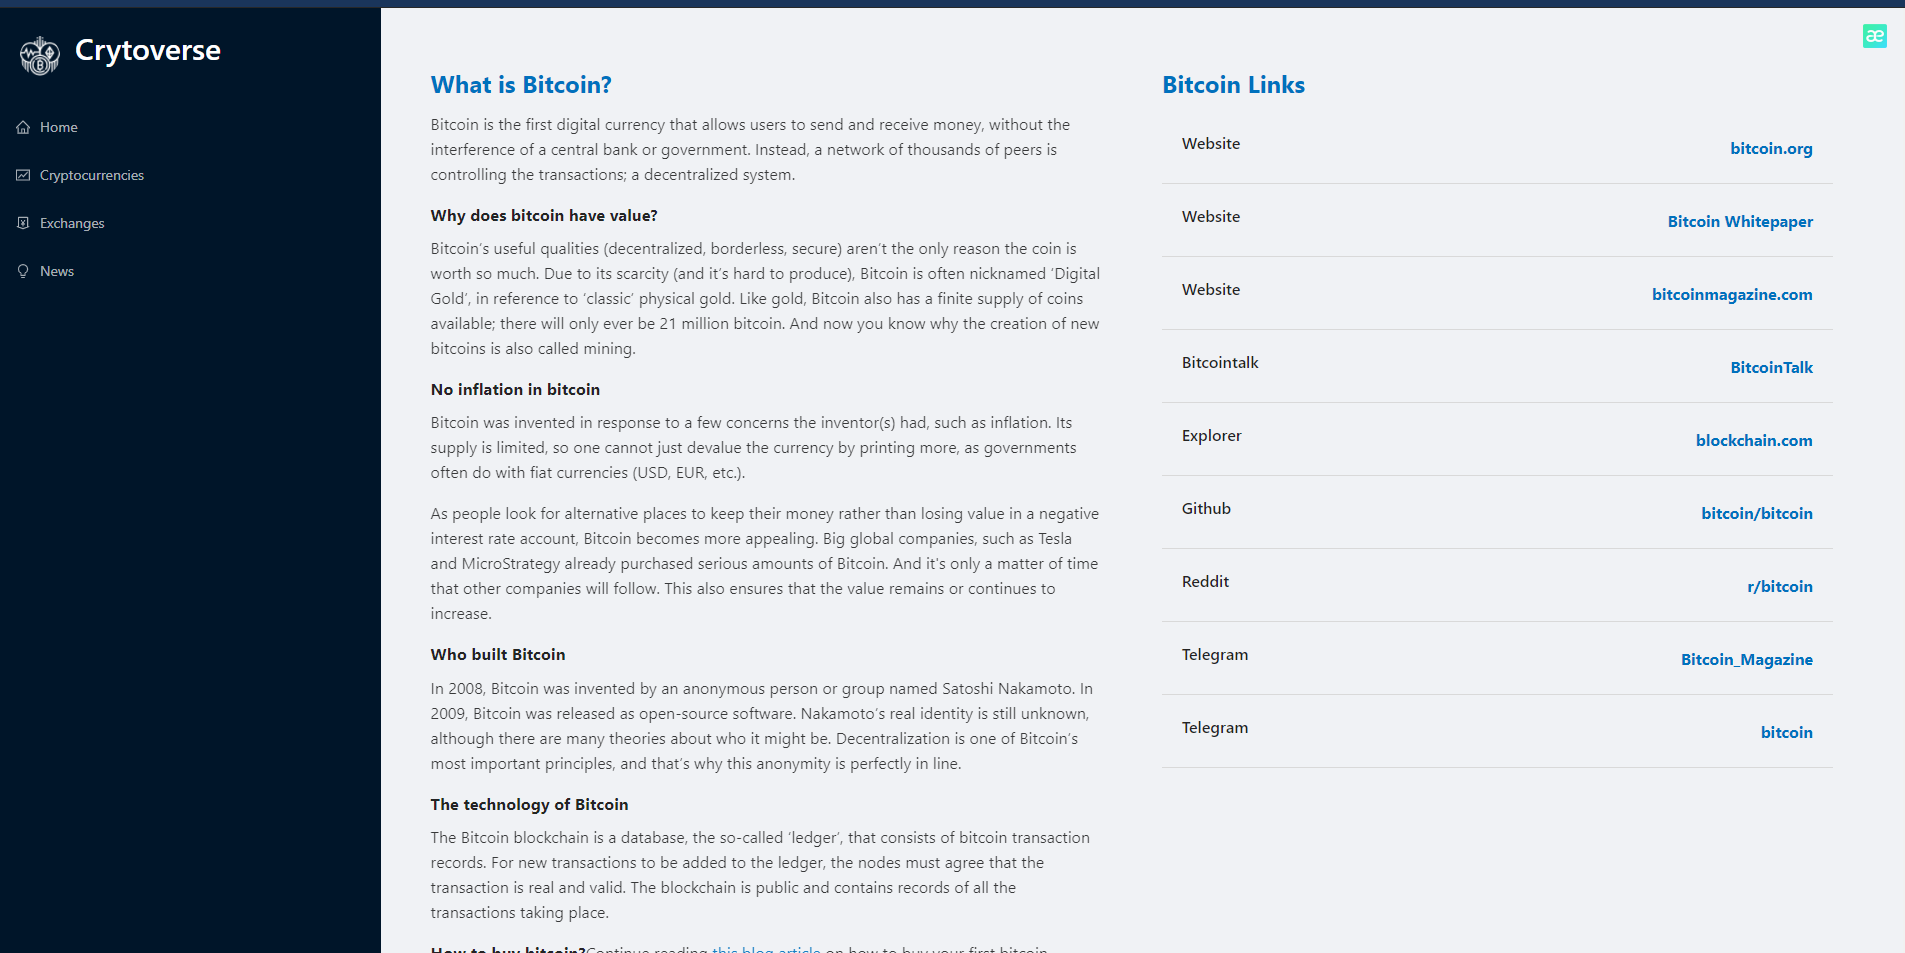 Crytoverse
Home
Cryptocurrencies
Exchanges
News
æ
What is Bitcoin?
Bitcoin is the first digital currency that allows users to send and receive money, without the
interference of a central bank or government. Instead, a network of thousands of peers is
controlling the transactions; a decentralized system.
Why does bitcoin have value?
Bitcoin’s useful qualities (decentralized, borderless, secure) aren’t the only reason the coin is
worth so much. Due to its scarcity (and it’s hard to produce), Bitcoin is often nicknamed ‘Digital
Gold’, in reference to ‘classic’ physical gold. Like gold, Bitcoin also has a finite supply of coins
available; there will only ever be 21 million bitcoin. And now you know why the creation of new
bitcoins is also called mining.
No inflation in bitcoin
Bitcoin was invented in response to a few concerns the inventor(s) had, such as inflation. Its
supply is limited, so one cannot just devalue the currency by printing more, as governments
often do with fiat currencies (USD, EUR, etc.).
As people look for alternative places to keep their money rather than losing value in a negative
interest rate account, Bitcoin becomes more appealing. Big global companies, such as Tesla
and MicroStrategy already purchased serious amounts of Bitcoin. And it's only a matter of time
that other companies will follow. This also ensures that the value remains or continues to
increase.
Who built Bitcoin
In 2008, Bitcoin was invented by an anonymous person or group named Satoshi Nakamoto. In
2009, Bitcoin was released as open-source software. Nakamoto’s real identity is still unknown,
although there are many theories about who it might be. Decentralization is one of Bitcoin’s
most important principles, and that’s why this anonymity is perfectly in line.
The technology of Bitcoin
The Bitcoin blockchain is a database, the so-called ‘ledger’, that consists of bitcoin transaction
records. For new transactions to be added to the ledger, the nodes must agree that the
transaction is real and valid. The blockchain is public and contains records of all the
transactions taking place.
How to buy bitcoin?Continue reading this blog article on how to buy your first bitcoin
Bitcoin Links
Website
bitcoin.org
Website
Bitcoin Whitepaper
Website
bitcoinmagazine.com
Bitcointalk
BitcoinTalk
Explorer
blockchain.com
Github
bitcoin/bitcoin
Reddit
r/bitcoin
Telegram
Bitcoin_Magazine
Telegram
bitcoin